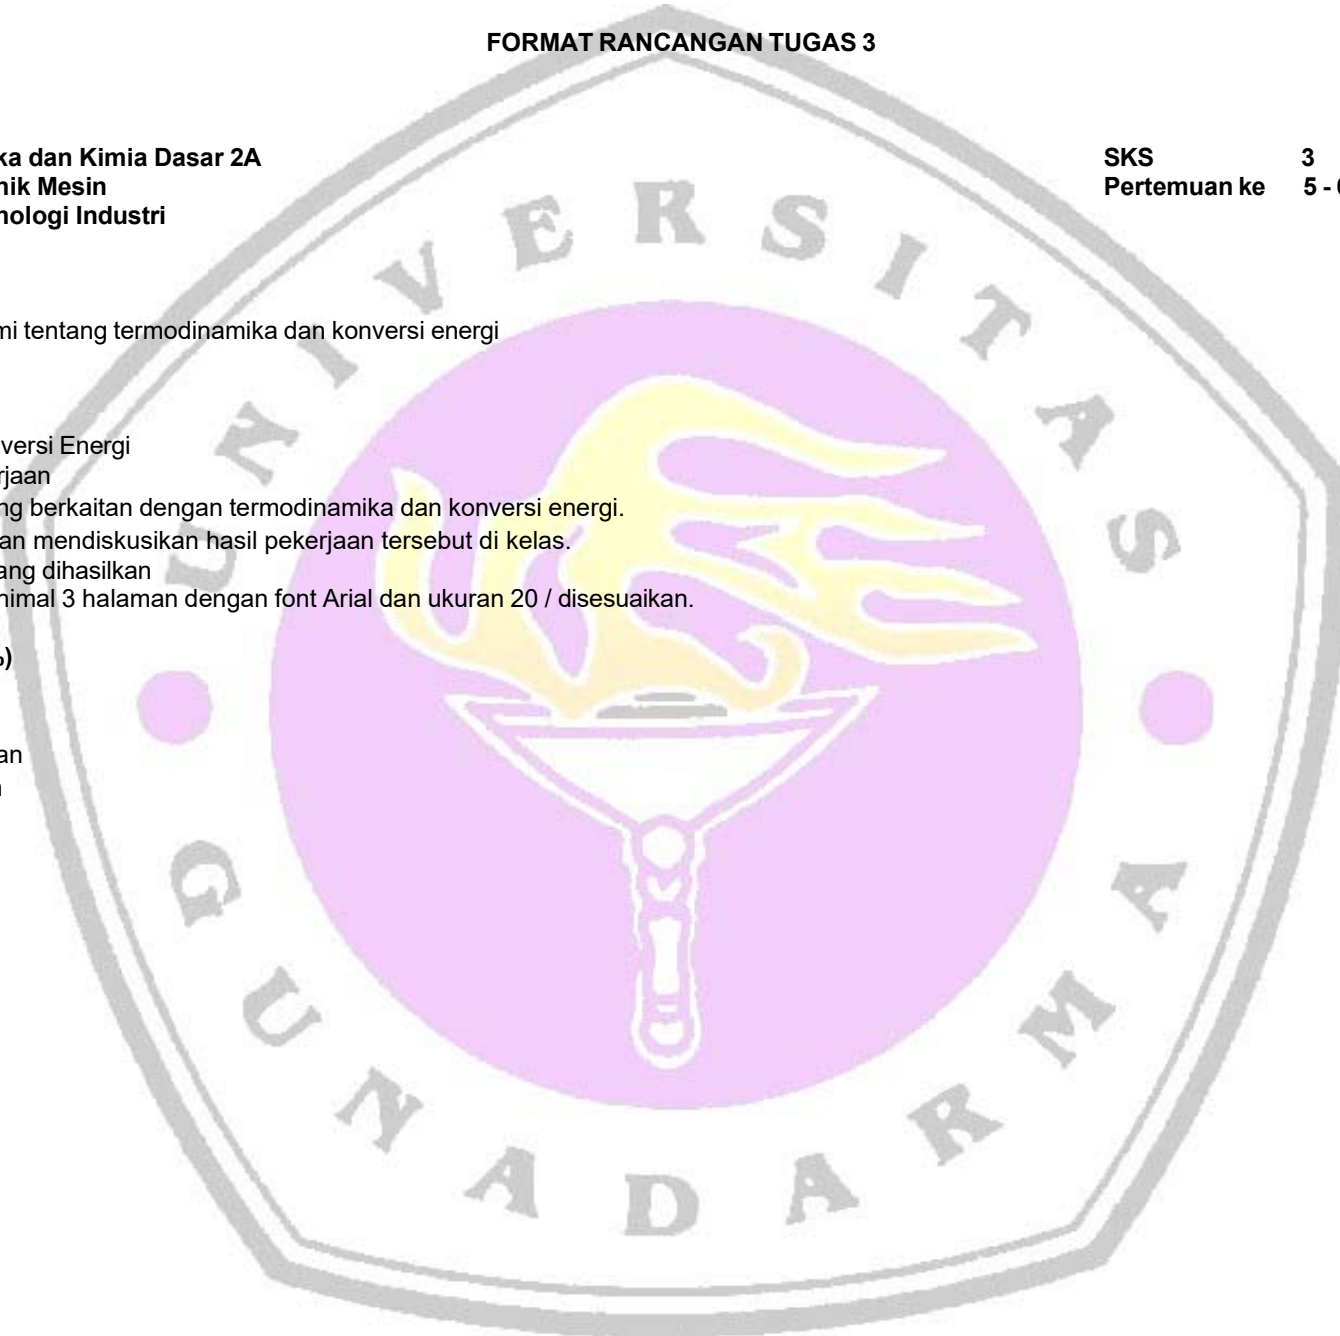 FORMAT RANCANGAN TUGAS 3
ka dan Kimia Dasar 2A SKS 3
nik Mesin Pertemuan ke 5 -
nologi Industri
mi tentang termodinamika dan konversi energi
versi Energi
rjaan
ng berkaitan dengan termodinamika dan konversi energi.
an mendiskusikan hasil pekerjaan tersebut di kelas.
ang dihasilkan
nimal 3 halaman dengan font Arial dan ukuran 20 / disesuaikan.
)
an
UNIVERSITAS
GUNADARMA